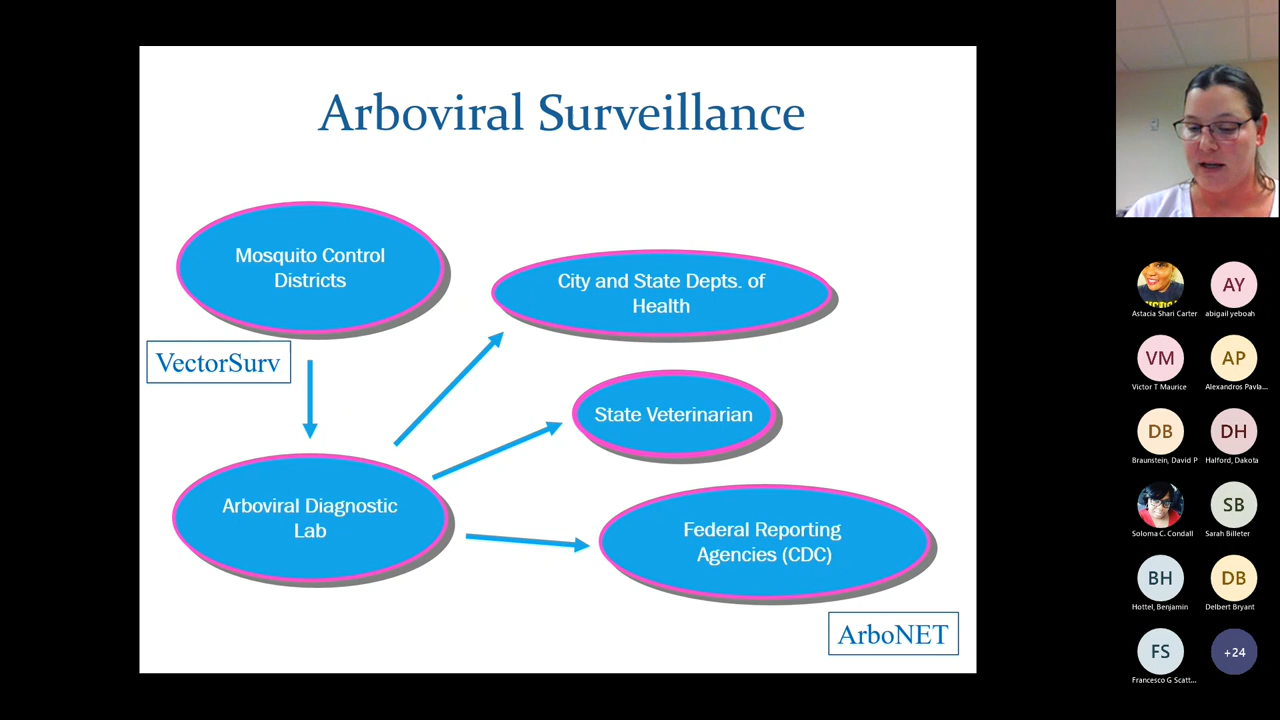 Arboviral Surveillance
Mosquito Control
Districts
City and State Depts. of
Health
VectorSurv
State Veterinarian
Arboviral Diagnostic
Lab
Federal Reporting
Agencies (CDC)
ArboNET
Astacia Shari Carter
AY
abigail yeboah
VM
Victor T Maurice
AP
Alexandros Pavla...
DB
Braunstein, David P
DH
Halford, Dakota
Soloma C. Condall
SB
Sarah Billeter
BH
Hottel, Benjamin
DB
Delbert Bryant
FS
Francesco G Scatt...
+24